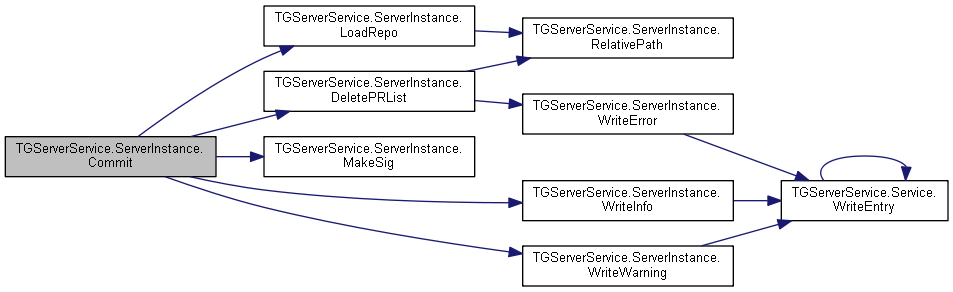 TGServerService.ServerInstance.
Commit
TGServerService.ServerInstance.
LoadRepo
TGServerService.ServerInstance.
DeletePRList
TGServerService.ServerInstance.
MakeSig
TGServerService.ServerInstance.
RelativePath
TGServerService.ServerInstance.
WriteError
TGServerService.ServerInstance.
WriteInfo
TGServerService.ServerInstance.
WriteWarning
TGServerService.Service.
WriteEntry